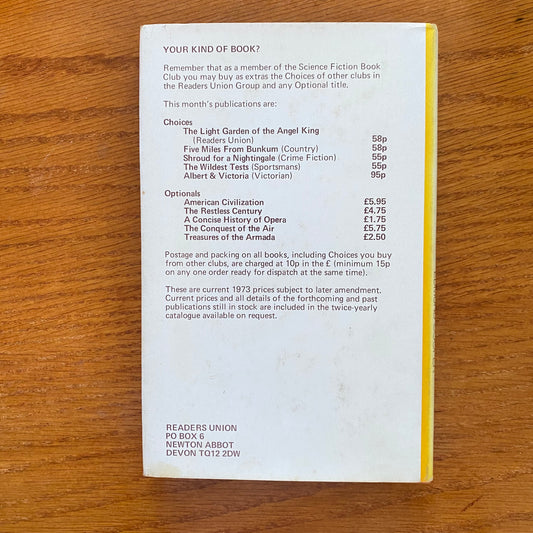 YOUR KIND OF BOOK?
Remember that as a member of the Science Fiction Book
Club you may buy as extras the Choices of other clubs in
the Readers Union Group and any Optional title.
This month's publications are:
Choices
The Light Garden of the Angel King
(Readers Union) 58p
Five Miles From Bunkum (Country) 58p
Shroud for a Nightingale (Crime Fiction) 55p
The Wildest Tests (Sportsmans) 55p
Albert & Victoria (Victorian) 95p
Optionals
American Civilization £5.95
The Restless Century £4.75
A Concise History of Opera £1.75
The Conquest of the Air £5.75
Treasures of the Armada £2.50
Postage and packing on all books, including Choices you buy
from other clubs, are charged at 10p in the £ (minimum 15p
on any one order ready for dispatch at the same time).
These are current 1973 prices subject to later amendment.
Current prices and all details of the forthcoming and past
publications still in stock are included in the twice-yearly
catalogue available on request.
READERS UNION
PO BOX 6
NEWTON ABBOT
DEVON TQ12 2DW